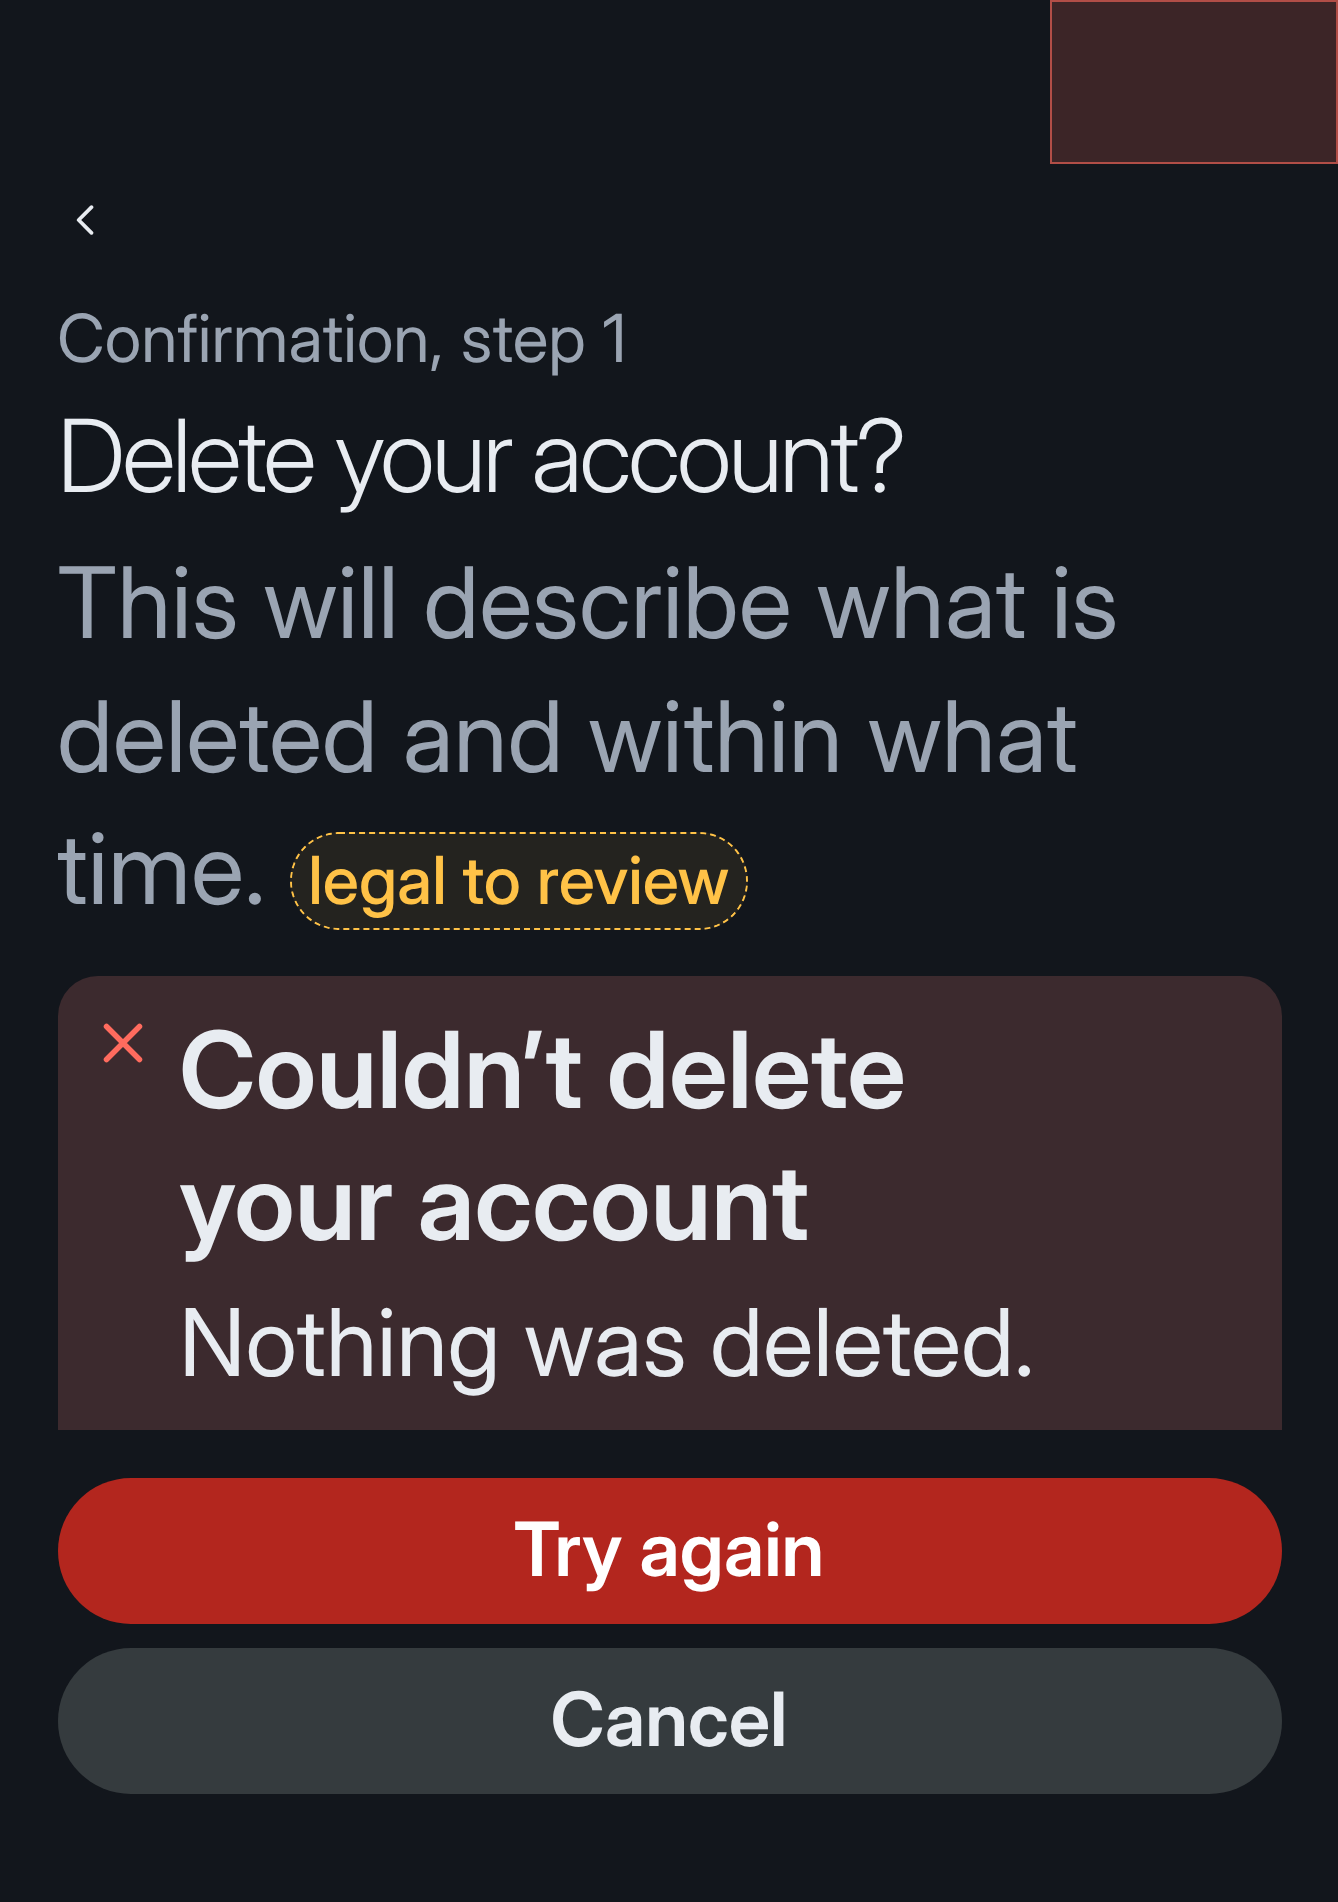 Confirmation, step 1
Delete your account?
This will describe what is
deleted and within what
time. legal to review
Couldn’t delete
your account
Nothing was deleted.
Try again
Cancel